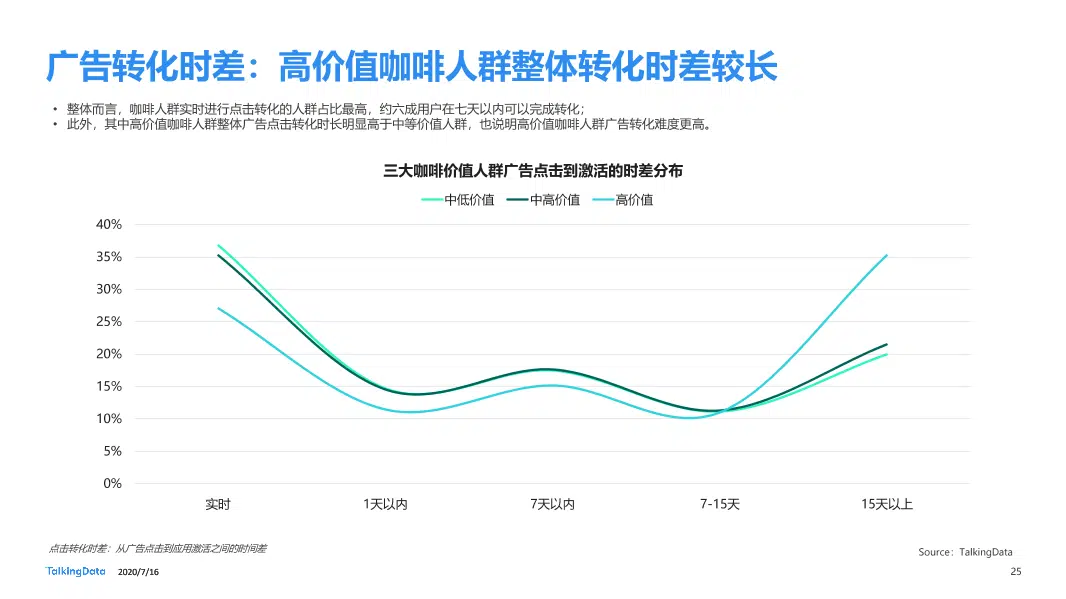 广告转化时差：高价值咖啡人群整体转化时差较长
• 整体而言，咖啡人群实时进行点击转化的人群占比最高，约六成用户在七天以内可以完成转化；
• 此外，其中高价值咖啡人群整体广告点击转化时长明显高于中等价值人群，也说明高价值咖啡人群广告转化难度更高。
三大咖啡价值人群广告点击到激活的时差分布
中低价值 中高价值 高价值
40%
35%
30%
25%
20%
15%
10%
5%
0%
实时 1天以内 7天以内 7-15天 15天以上
点击转化时差：从广告点击到应用激活之间的时间差
Source：TalkingData
TalkingData 2020/7/16 25